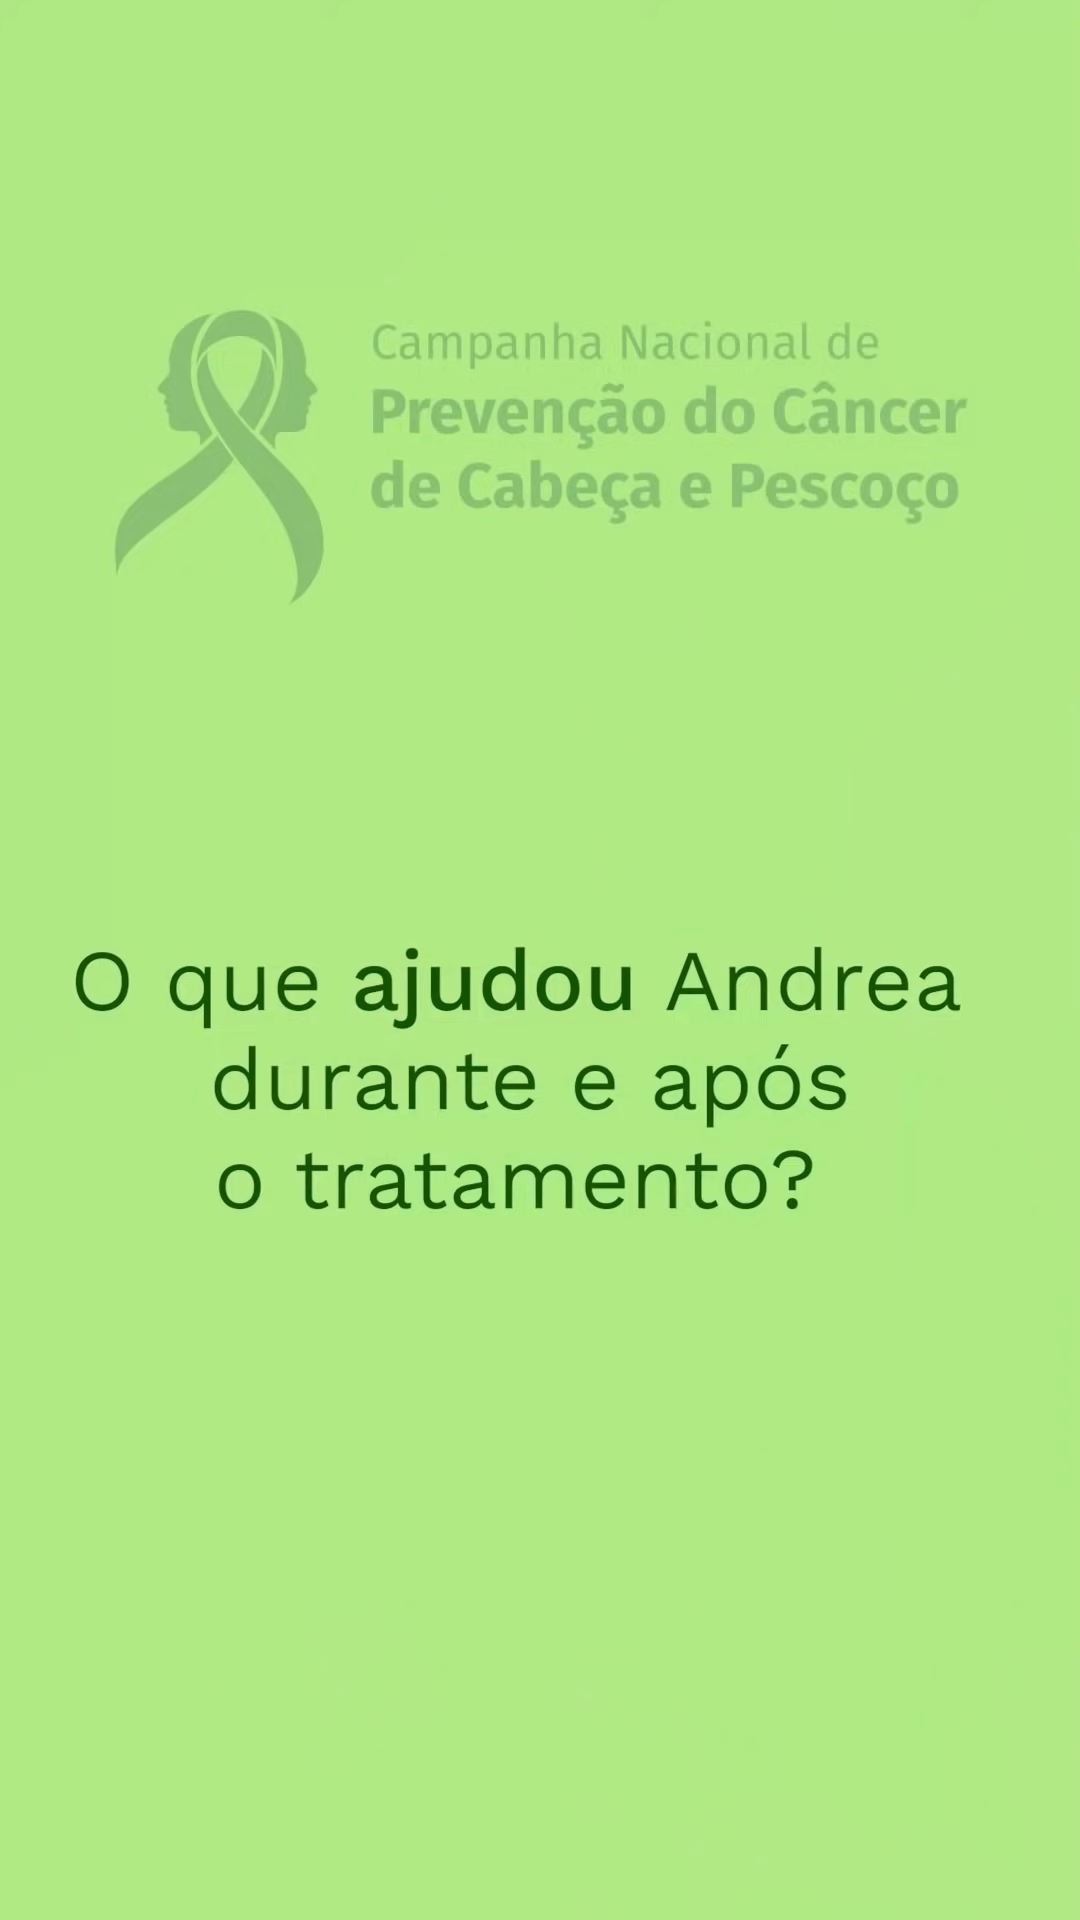 Campanha Nacional de
Prevenção do Câncer
de Cabeça e Pescoço
O que ajudou Andrea
durante e após
o tratamento?